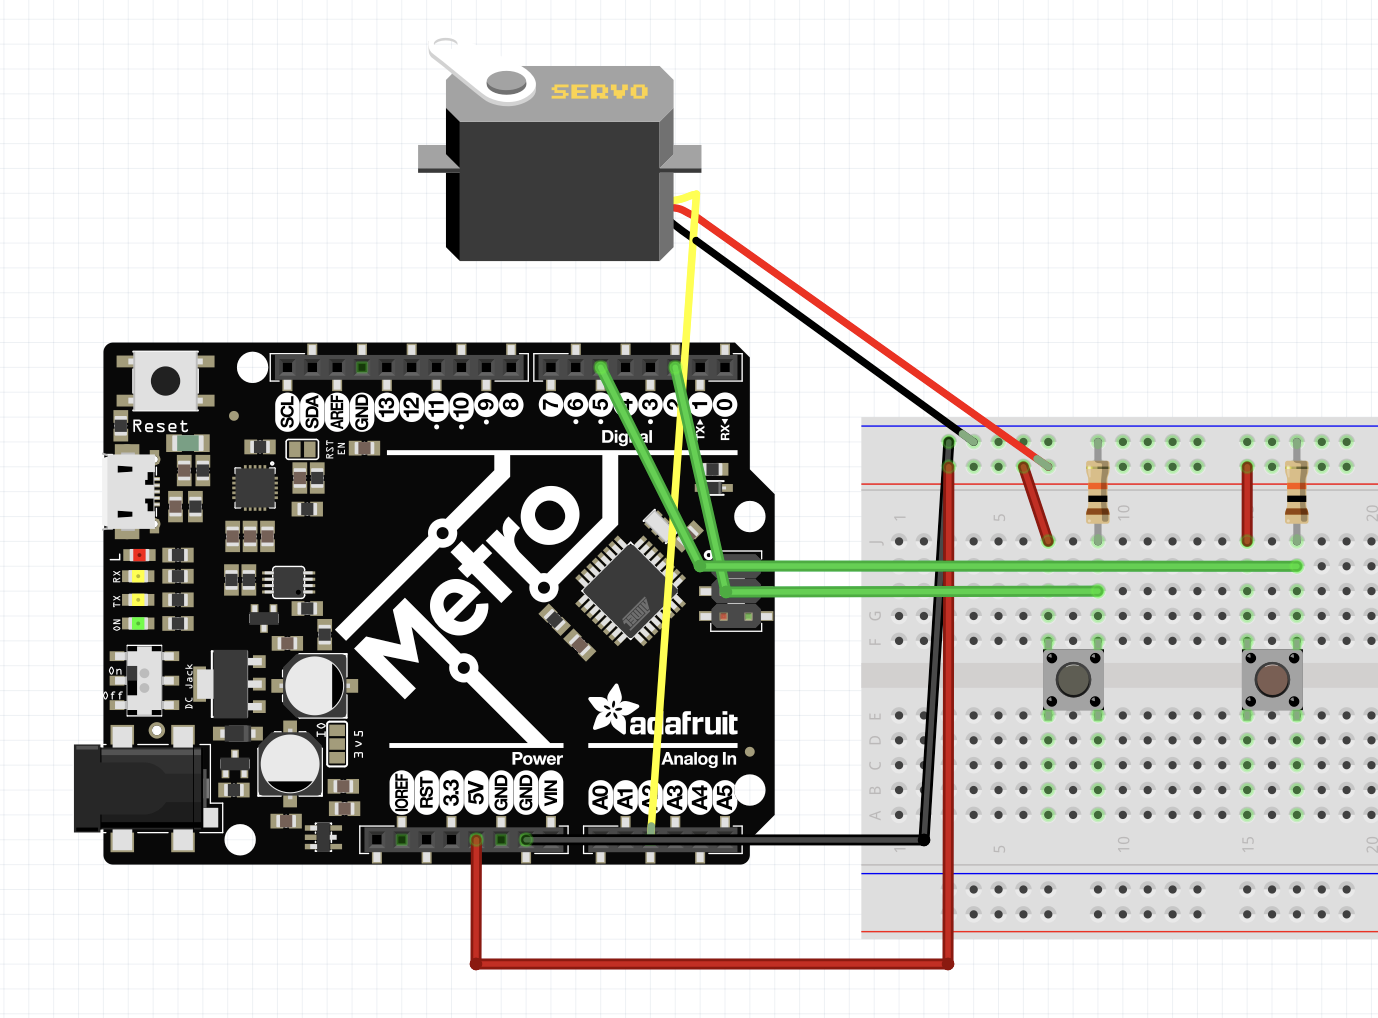 SERVO
Reset
SCL SDA AREF GND 13 12 11 10 9 8 7 6 5 4 3 2 1 0
RST EN
Digital
TX▸ RX◂
Metro
L
RX
TX
ON
On
Off
DC Jack
IO
3V5
adafruit
Power
Analog In
IOREF RST 3.3 5V GND GND VIN A0 A1 A2 A3 A4 A5
1 5 10 15 20
J
G
F
E
D
C
B
A
1 5 10 15 20